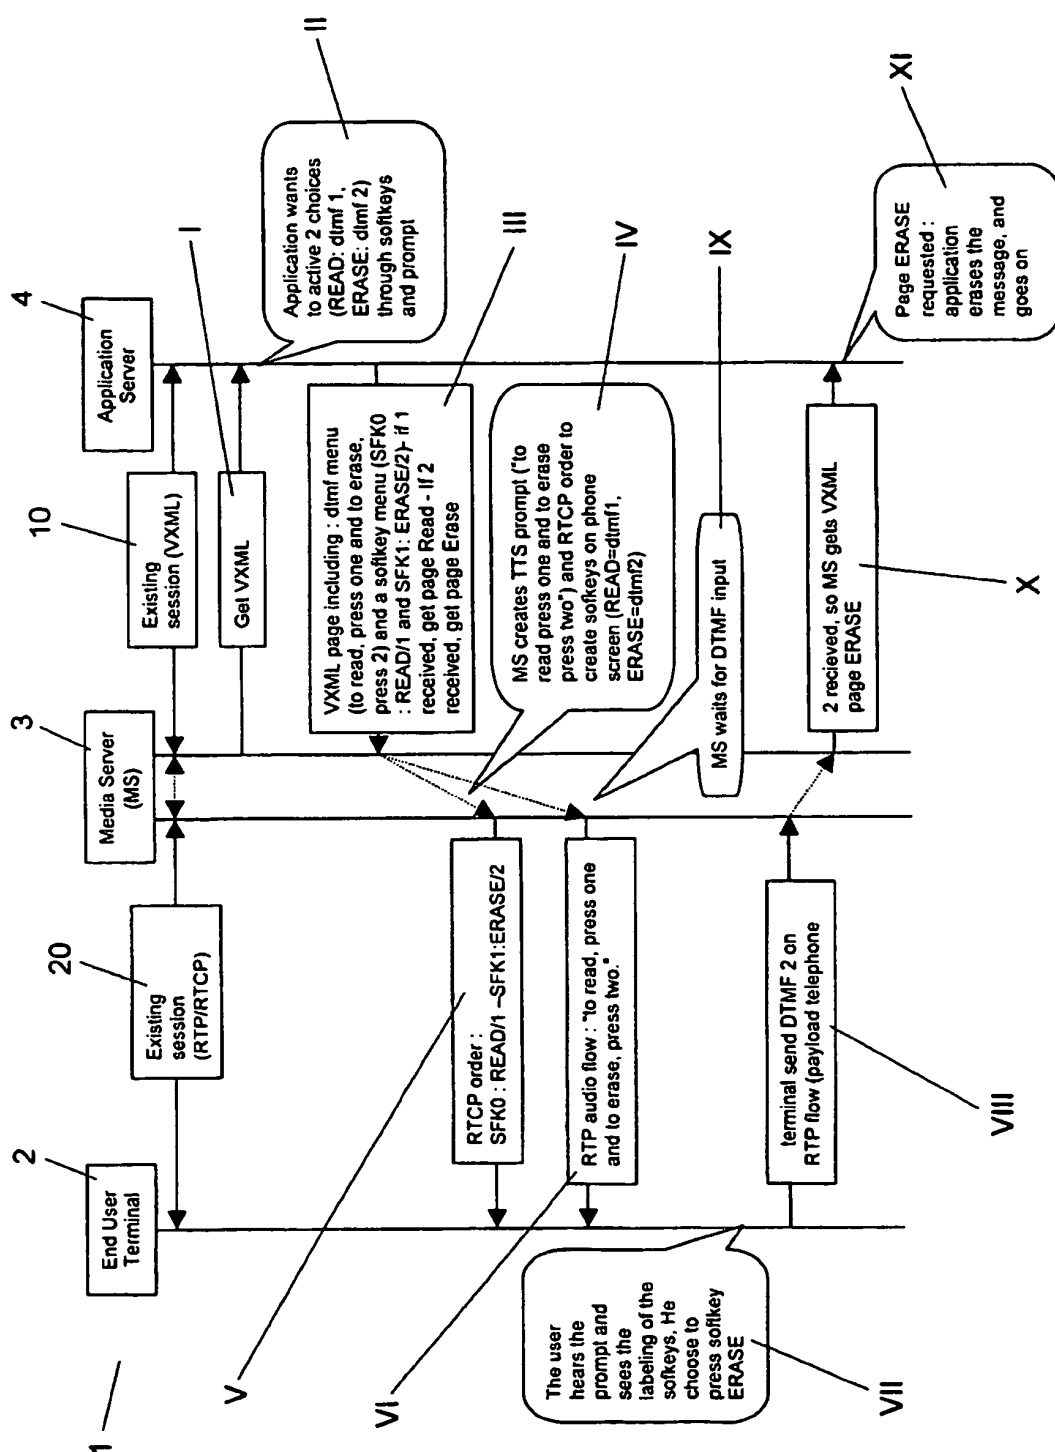 1
2
End User
Terminal
20
Existing
session
(RTP/RTCP)
3
Media Server
(MS)
10
Existing
session (VXML)
4
Application
Server
I
Get VXML
II
Application wants
to active 2 choices
(READ: dtmf 1,
ERASE: dtmf 2)
through softkeys
and prompt
III
VXML page including : dtmf menu
(to read, press one and to erase,
press 2) and a softkey menu (SFK0
: READ/1 and SFK1: ERASE/2)- if 1
received, get page Read - If 2
received, get page Erase
IV
MS creates TTS prompt ("to
read press one and to erase
press two") and RTCP order to
create sofkeys on phone
screen (READ=dtmf1,
ERASE=dtmf2)
V
RTCP order :
SFK0 : READ/1 –SFK1:ERASE/2
VI
RTP audio flow : "to read, press one
and to erase, press two."
IX
MS waits for DTMF input
VII
The user
hears the
prompt and
sees the
labeling of the
sofkeys, He
choose to
press softkey
ERASE
VIII
terminal send DTMF 2 on
RTP flow (payload telephone
X
2 recieved, so MS gets VXML
page ERASE
XI
Page ERASE
requested :
application
erases the
message, and
goes on